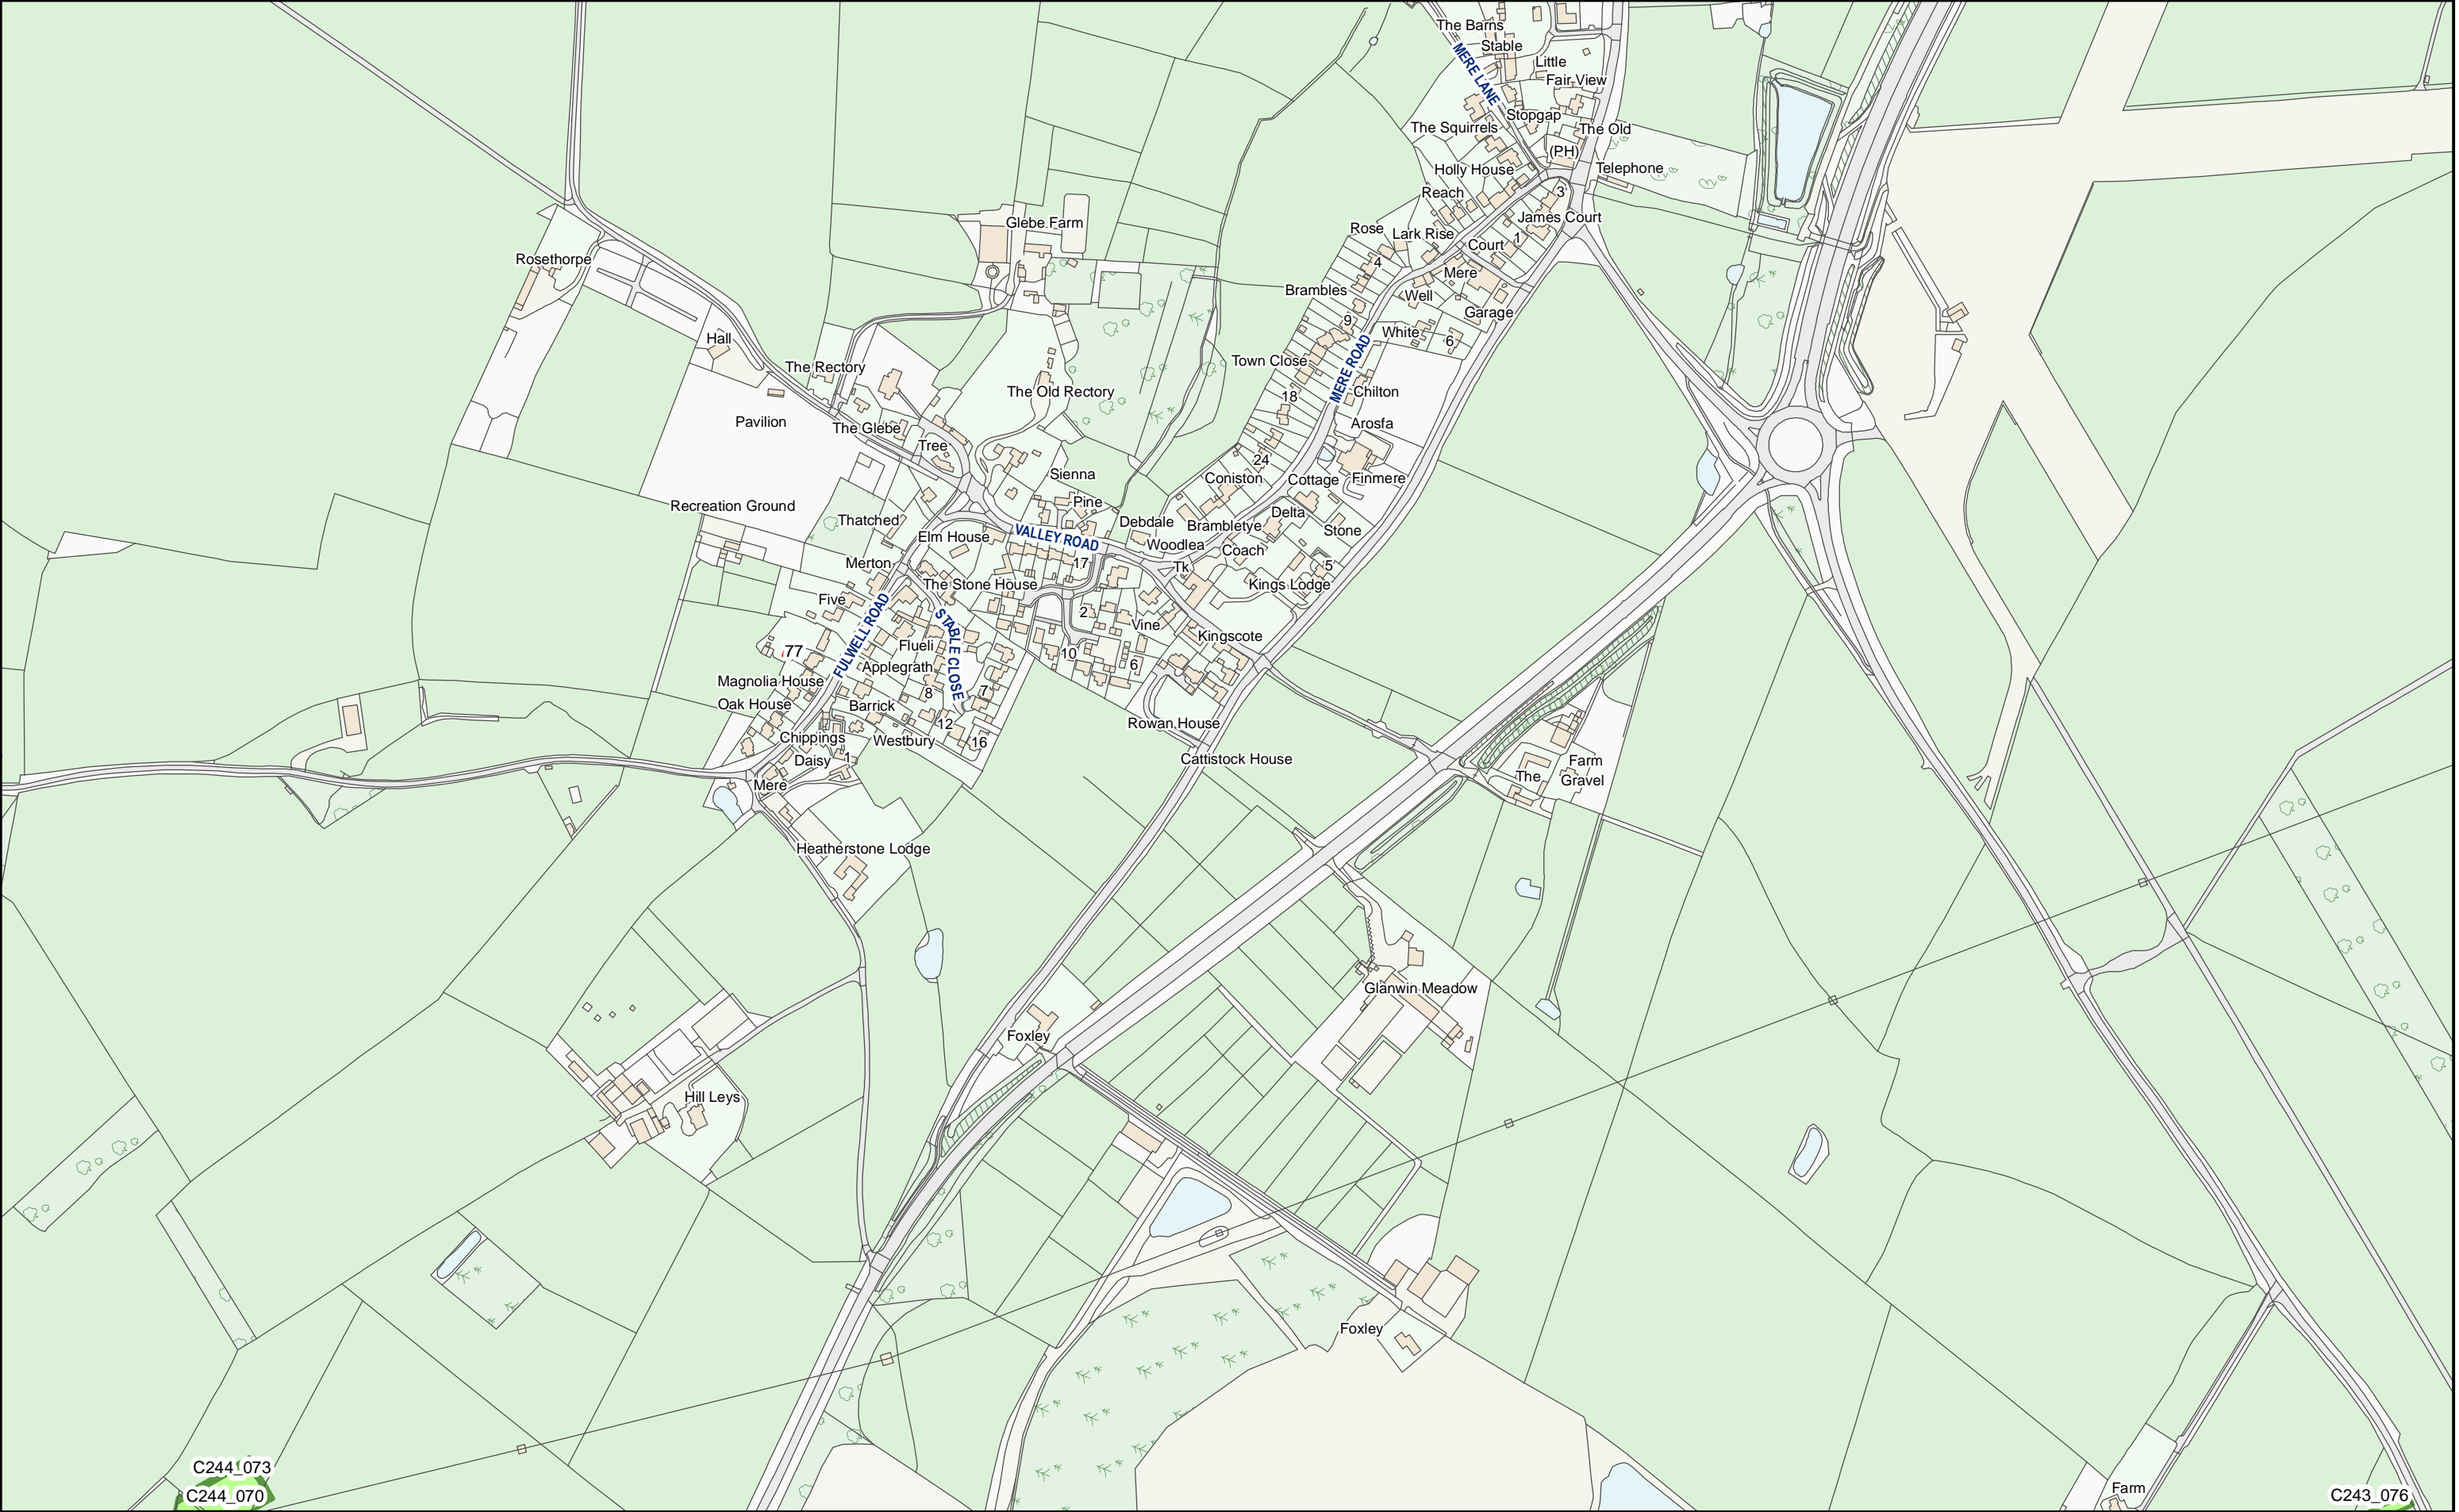 The Barns
Stable
MERE LANE
Little
Fair View
Stopgap
The Squirrels
The Old
(PH)
Holly House
Telephone
Reach
3
James Court
Glebe Farm
Rose
Lark Rise
1
Court
Rosethorpe
4
Mere
Brambles
Well
Garage
9
White
6
Hall
MERE ROAD
Town Close
The Rectory
The Old Rectory
Chilton
18
Pavilion
Arosfa
The Glebe
Tree
24
Sienna
Coniston
Cottage
Finmere
Pine
Recreation Ground
Delta
Thatched
Debdale
Brambletye
Stone
Elm House
VALLEY ROAD
Woodlea
Coach
Merton
17
Tk
5
The Stone House
Kings Lodge
Five
2
Vine
FULWELL ROAD
STABLE CLOSE
Kingscote
Flueli
77
10
6
Applegrath
Magnolia House
8
7
Oak House
Barrick
12
Rowan House
Chippings
Westbury
16
Daisy
1
Cattistock House
Farm
The
Gravel
Mere
Heatherstone Lodge
Glanwin Meadow
Foxley
Hill Leys
Foxley
C244_073
C244_070
Farm
C243_076